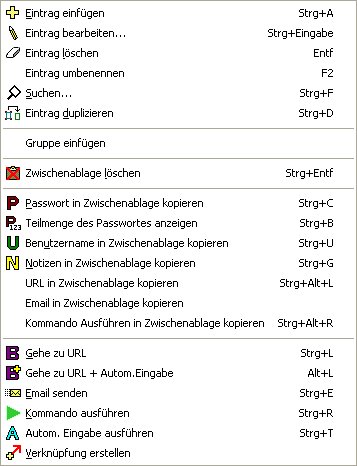 Eintrag einfügen Strg+A
Eintrag bearbeiten... Strg+Eingabe
Eintrag löschen Entf
Eintrag umbenennen F2
Suchen... Strg+F
Eintrag duplizieren Strg+D
Gruppe einfügen
Zwischenablage löschen Strg+Entf
P Passwort in Zwischenablage kopieren Strg+C
P123 Teilmenge des Passwortes anzeigen Strg+B
U Benutzername in Zwischenablage kopieren Strg+U
N Notizen in Zwischenablage kopieren Strg+G
URL in Zwischenablage kopieren Strg+Alt+L
Email in Zwischenablage kopieren
Kommando Ausführen in Zwischenablage kopieren Strg+Alt+R
B Gehe zu URL Strg+L
B Gehe zu URL + Autom.Eingabe Alt+L
Email senden Strg+E
Kommando ausführen Strg+R
A Autom. Eingabe ausführen Strg+T
Verknüpfung erstellen